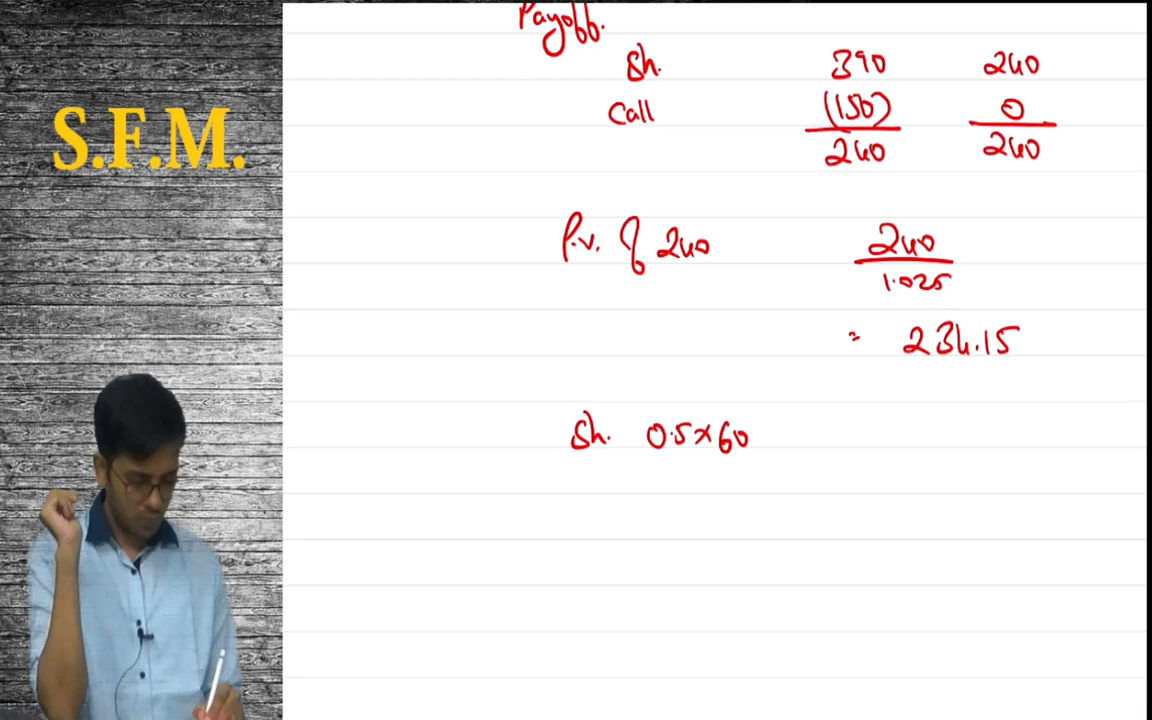 S.F.M.
Payoff.
Sh. 390 240
Call (150) 0
240 240
P.v. of 240 240
1.025
= 234.15
Sh. 0.5×60